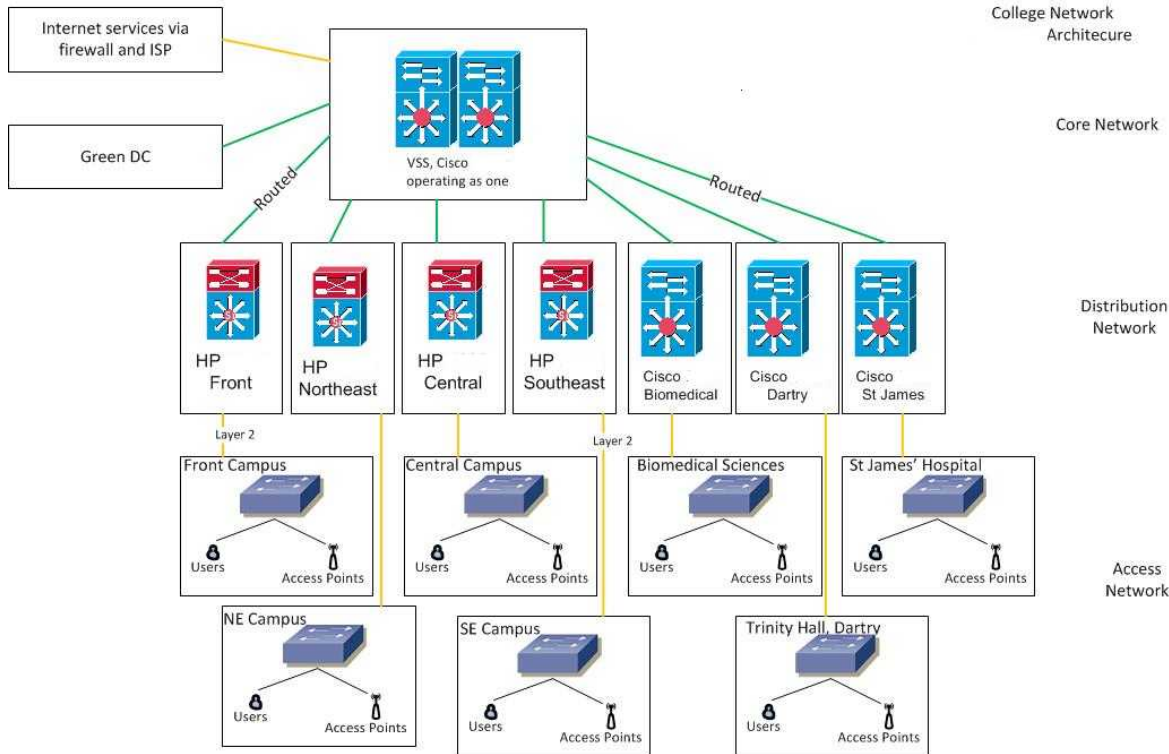 College Network
Architecure
Internet services via
firewall and ISP
Core Network
Green DC
VSS, Cisco
operating as one
Routed
Routed
Distribution
Network
HP
Front
HP
Northeast
HP
Central
HP
Southeast
Cisco
Biomedical
Cisco
Dartry
Cisco
St James
Layer 2
Layer 2
Front Campus
Users
Access Points
Central Campus
Users
Access Points
Biomedical Sciences
Users
Access Points
St James' Hospital
Users
Access Points
Access
Network
NE Campus
Users
Access Points
SE Campus
Users
Access Points
Trinity Hall, Dartry
Users
Access Points